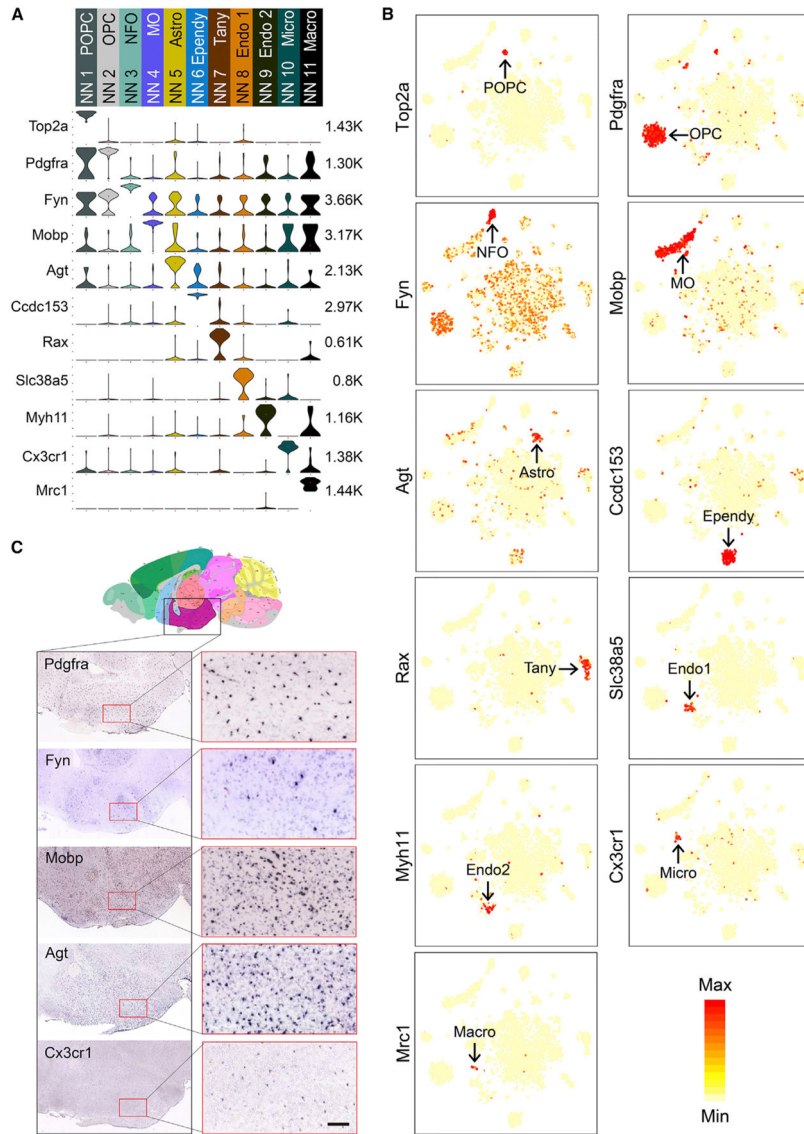 A
NN 1 POPC
NN 2 OPC
NN 3 NFO
NN 4 MO
NN 5 Astro
NN 6 Ependy
NN 7 Tany
NN 8 Endo 1
NN 9 Endo 2
NN 10 Micro
NN 11 Macro
Top2a 1.43K
Pdgfra 1.30K
Fyn 3.66K
Mobp 3.17K
Agt 2.13K
Ccdc153 2.97K
Rax 0.61K
Slc38a5 0.8K
Myh11 1.16K
Cx3cr1 1.38K
Mrc1 1.44K
B
Top2a
POPC
Pdgfra
OPC
Fyn
NFO
Mobp
MO
Agt
Astro
Ccdc153
Ependy
Rax
Tany
Slc38a5
Endo1
Myh11
Endo2
Cx3cr1
Micro
Mrc1
Macro
Max
Min
C
Pdgfra
Fyn
Mobp
Agt
Cx3cr1